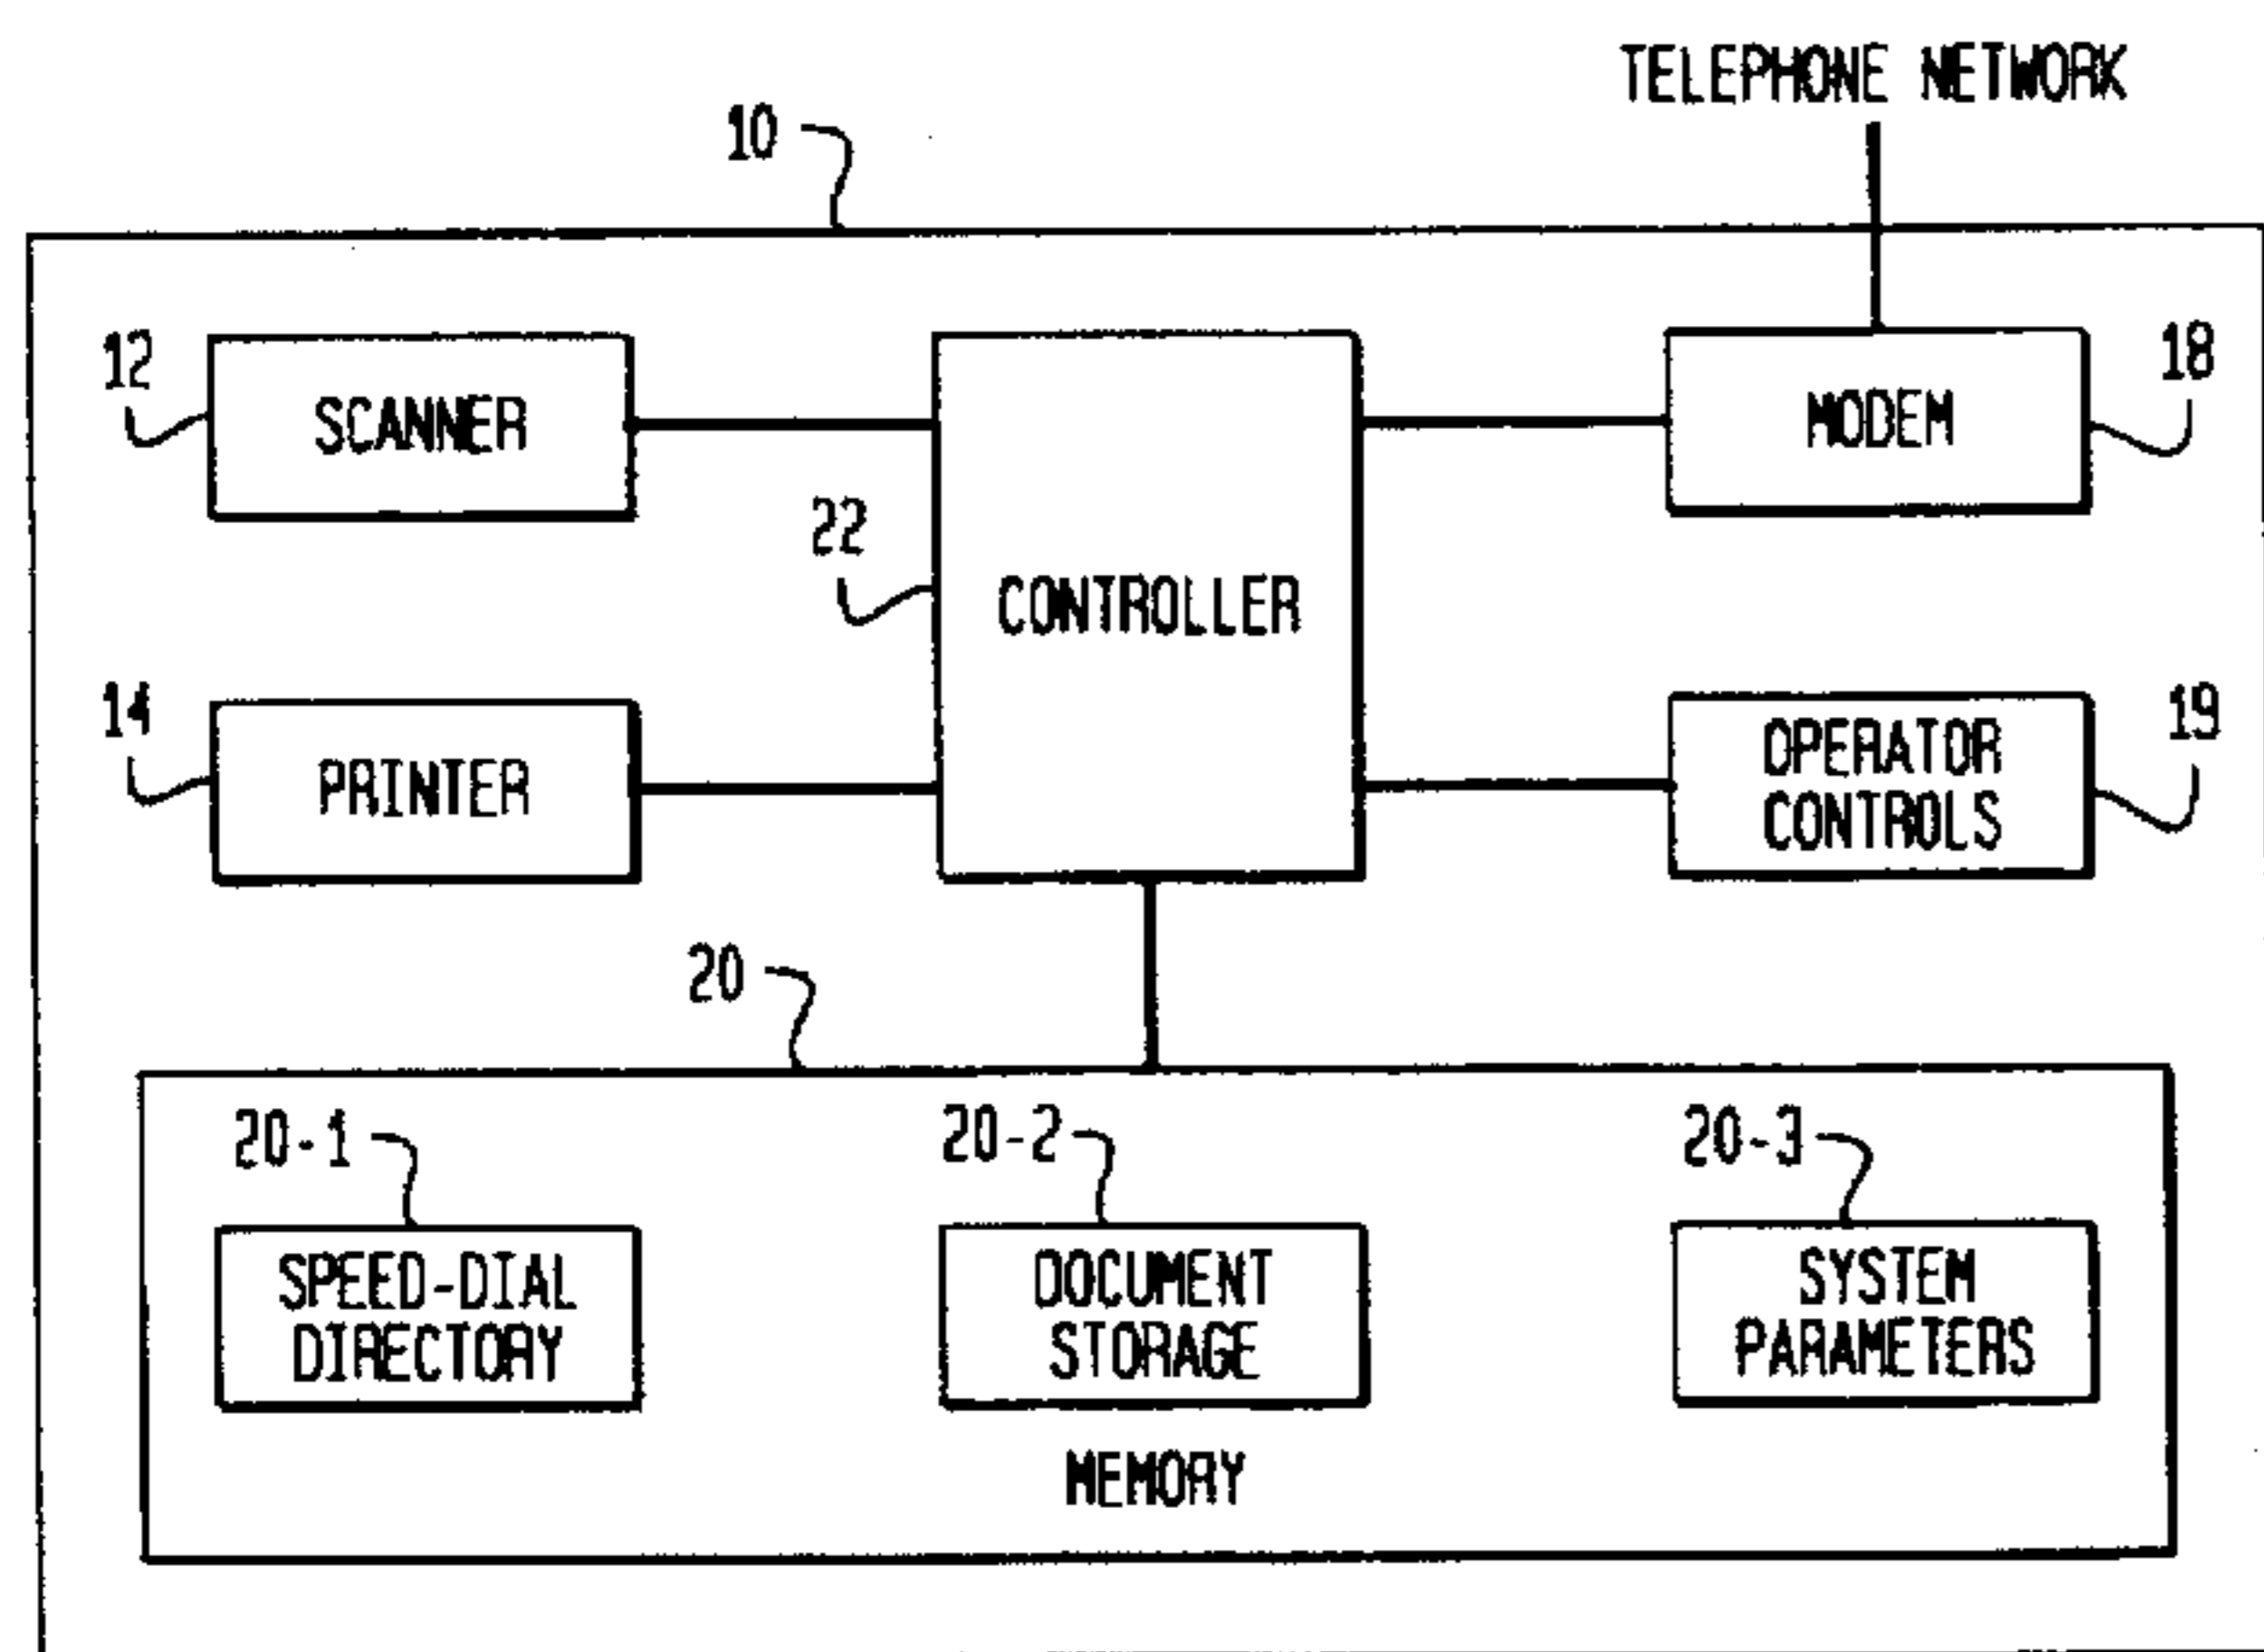 TELEPHONE NETWORK
10
12
SCANNER
MODEM
18
22
CONTROLLER
14
PRINTER
OPERATOR
CONTROLS
19
20
20-1
20-2
20-3
SPEED-DIAL
DIRECTORY
DOCUMENT
STORAGE
SYSTEM
PARAMETERS
MEMORY